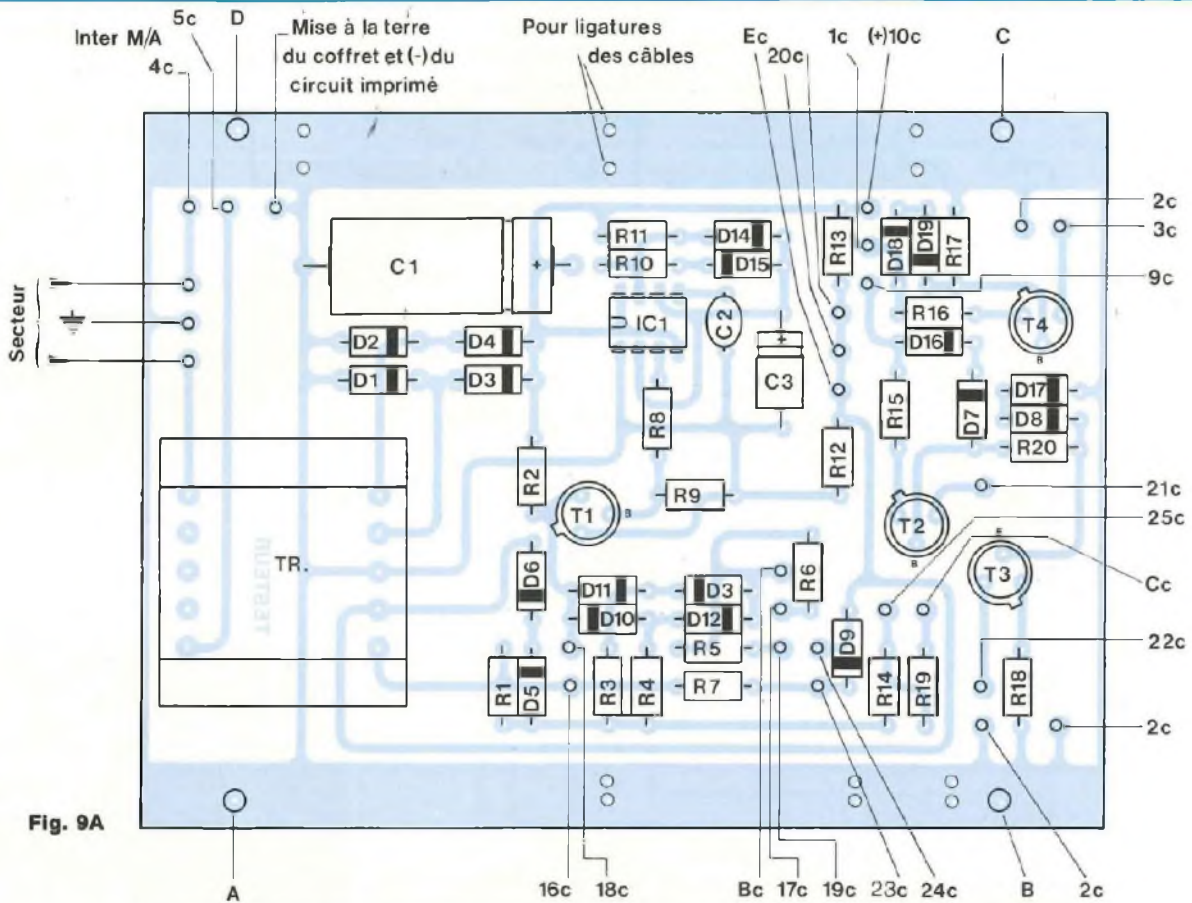 5c
D
Inter M/A
4c
Mise à la terre
du coffret et (-) du
circuit imprimé
Pour ligatures
des câbles
Ec
20c
1c
(+)10c
C
2c
3c
9c
Secteur
C1
+
R11
R10
D14
D15
IC1
C2
+
C3
R13
D18
D19
R17
R16
D16
T4
B
D2
D4
D1
D3
R8
R15
D7
D17
D8
R20
R2
R12
R9
T1
B
T2
B
21c
25c
E
T3
Cc
TR.
TESTRACT
D6
D11
D10
D3
D12
R5
R7
R6
D9
22c
R1
D5
R3
R4
R14
R19
R18
2c
Fig. 9A
A
16c
18c
Bc
17c
19c
23c
24c
B
2c